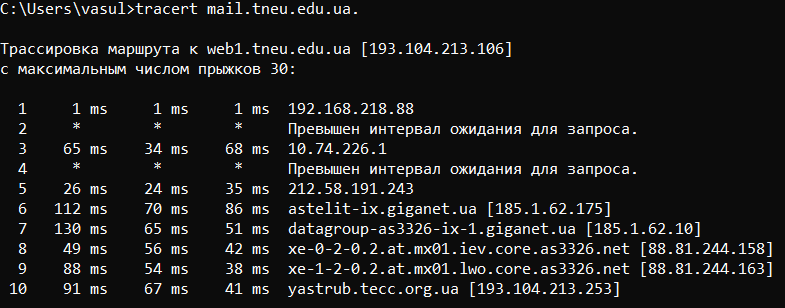 C:\Users\vasul>tracert mail.tneu.edu.ua.
Трассировка маршрута к web1.tneu.edu.ua [193.104.213.106]
с максимальным числом прыжков 30:
1 1 ms 1 ms 1 ms 192.168.218.88
2 * * * Превышен интервал ожидания для запроса.
3 65 ms 34 ms 68 ms 10.74.226.1
4 * * * Превышен интервал ожидания для запроса.
5 26 ms 24 ms 35 ms 212.58.191.243
6 112 ms 70 ms 86 ms astelit-ix.giganet.ua [185.1.62.175]
7 130 ms 65 ms 51 ms datagroup-as3326-ix-1.giganet.ua [185.1.62.10]
8 49 ms 56 ms 42 ms xe-0-2-0.2.at.mx01.iev.core.as3326.net [88.81.244.158]
9 88 ms 54 ms 38 ms xe-1-2-0.2.at.mx01.lwo.core.as3326.net [88.81.244.163]
10 91 ms 67 ms 41 ms yastrub.tecc.org.ua [193.104.213.253]